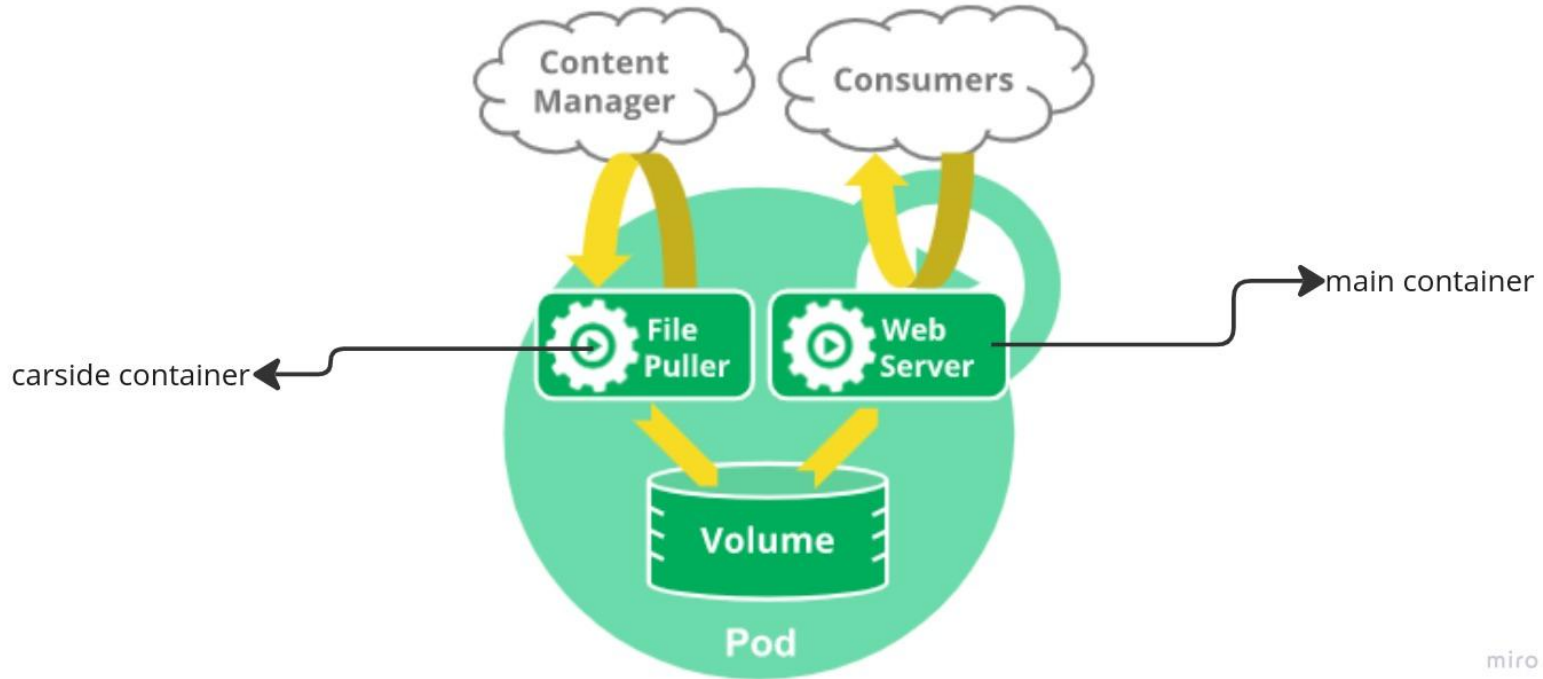 Content
Manager
Consumers
main container
File
Puller
Web
Server
carside container
Volume
Pod
miro